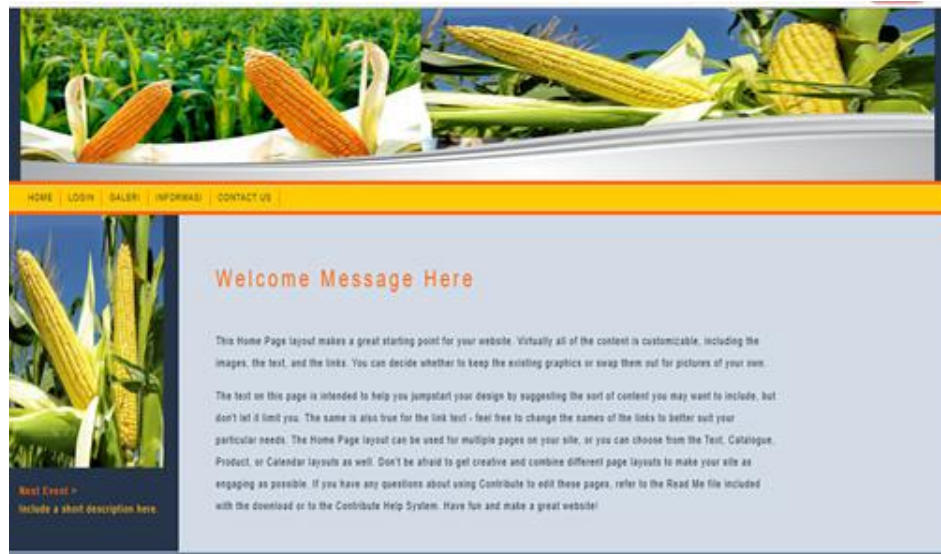 HOME LOGIN GALERI INFORMASI CONTACT US
Welcome Message Here
This Home Page layout makes a great starting point for your website. Virtually all of the content is customizable, including the
images, the text, and the links. You can decide whether to keep the existing graphics or swap them out for pictures of your own.
The text on this page is intended to help you jumpstart your design by suggesting the sort of content you may want to include, but
don't let it limit you. The same is also true for the link text - feel free to change the names of the links to better suit your
particular needs. The Home Page layout can be used for multiple pages on your site, or you can choose from the Text, Catalogue,
Product, or Calendar layouts as well. Don't be afraid to get creative and combine different page layouts to make your site as
engaging as possible. If you have any questions about using Contribute to edit these pages, refer to the Read Me file included
with the download or to the Contribute Help System. Have fun and make a great website!
Next Event >
Include a short description here.